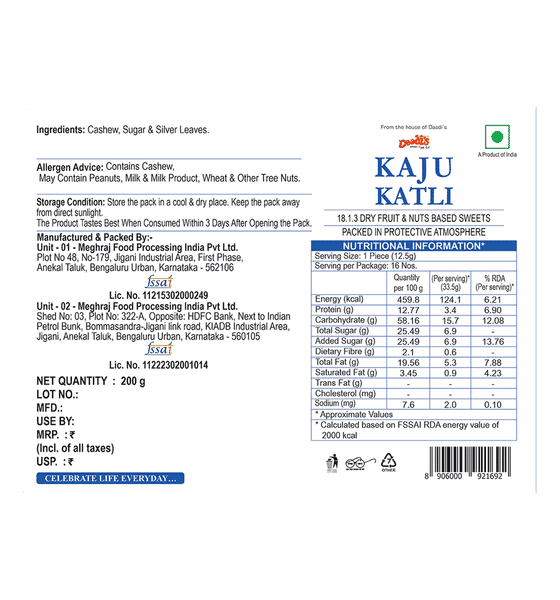 Ingredients: Cashew, Sugar & Silver Leaves.
Allergen Advice: Contains Cashew,
May Contain Peanuts, Milk & Milk Product, Wheat & Other Tree Nuts.
Storage Condition: Store the pack in a cool & dry place. Keep the pack away
from direct sunlight.
The Product Tastes Best When Consumed Within 3 Days After Opening the Pack.
Manufactured & Packed By:-
Unit - 01 - Meghraj Food Processing India Pvt Ltd.
Plot No 48, No-179, Jigani Industrial Area, First Phase,
Anekal Taluk, Bengaluru Urban, Karnataka - 562106
fssai
Lic. No. 11215302000249
Unit - 02 - Meghraj Food Processing India Pvt Ltd.
Shed No: 03, Plot No: 322-A, Opposite: HDFC Bank, Next to Indian
Petrol Bunk, Bommasandra-Jigani link road, KIADB Industrial Area,
Jigani, Anekal Taluk, Bengaluru Urban, Karnataka - 560105
fssai
Lic. No. 11222302001014
NET QUANTITY : 200 g
LOT NO.:
MFD.:
USE BY:
MRP. : ₹
(Incl. of all taxes)
USP. : ₹
CELEBRATE LIFE EVERYDAY...
From the house of Daadi's
Daadi's
A Product of India
KAJU
KATLI
18.1.3 DRY FRUIT & NUTS BASED SWEETS
PACKED IN PROTECTIVE ATMOSPHERE
NUTRITIONAL INFORMATION*
Serving Size: 1 Piece (12.5g)
Serving per Package: 16 Nos.
Quantity per 100 g (Per serving)* (33.5g) % RDA (Per serving)*
Energy (kcal) 459.8 124.1 6.21
Protein (g) 12.77 3.4 6.90
Carbohydrate (g) 58.16 15.7 12.08
Total Sugar (g) 25.49 - -
Added Sugar (g) 25.49 6.9 13.76
Dietary Fibre (g) 2.1 0.6 -
Total Fat (g) 19.56 5.3 7.88
Saturated Fat (g) 3.45 0.9 4.23
Trans Fat (g) - - -
Cholesterol (mg) - - -
Sodium (mg) 7.6 2.0 0.10
* Approximate Values
* Calculated based on FSSAI RDA energy value of
2000 kcal
7
OTHER
8 906000 921692